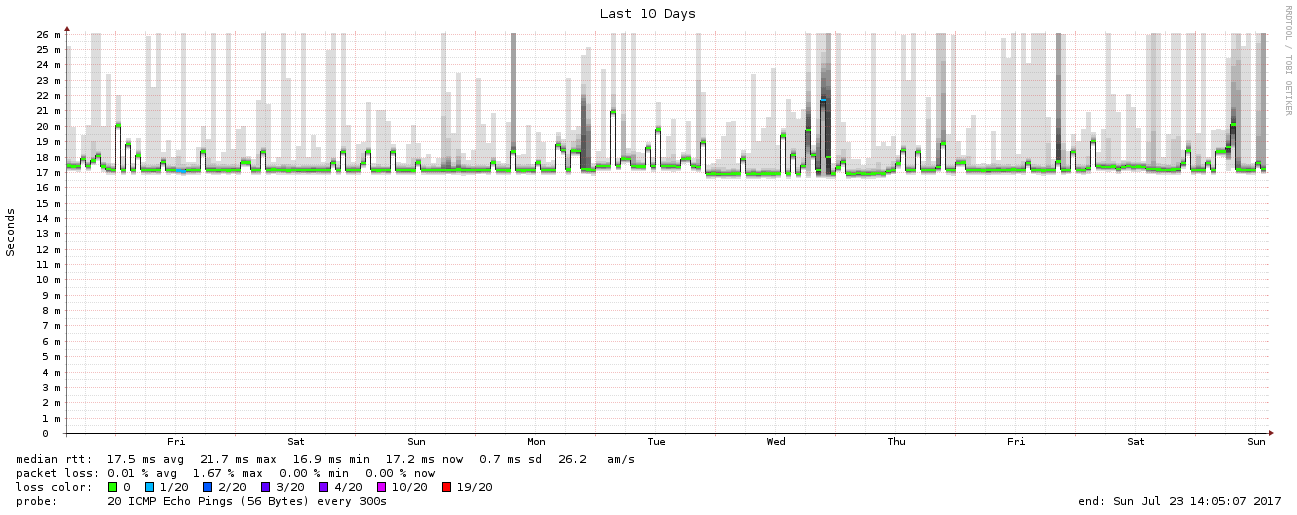 Last 10 Days
RRDTOOL / TOBI OETIKER
Seconds
26 m
25 m
24 m
23 m
22 m
21 m
20 m
19 m
18 m
17 m
16 m
15 m
14 m
13 m
12 m
11 m
10 m
9 m
8 m
7 m
6 m
5 m
4 m
3 m
2 m
1 m
0
Fri Sat Sun Mon Tue Wed Thu Fri Sat Sun
median rtt: 17.5 ms avg 21.7 ms max 16.9 ms min 17.2 ms now 0.7 ms sd 26.2 am/s
packet loss: 0.01 % avg 1.67 % max 0.00 % min 0.00 % now
loss color: 0 1/20 2/20 3/20 4/20 10/20 19/20
probe: 20 ICMP Echo Pings (56 Bytes) every 300s end: Sun Jul 23 14:05:07 2017